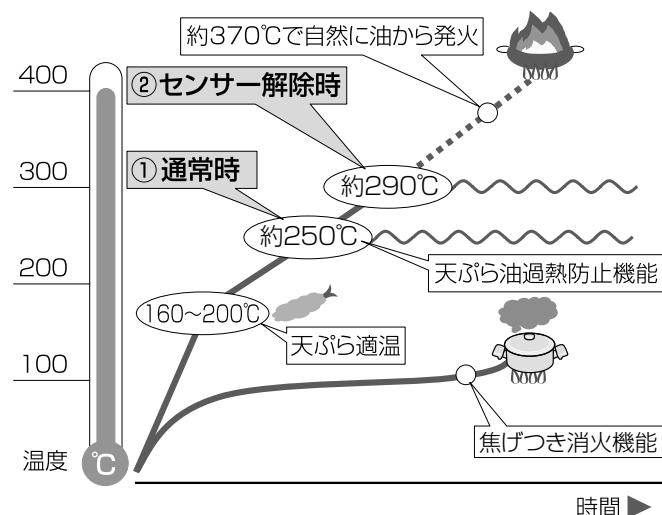 約370℃で自然に油から発火
400
②センサー解除時
300
①通常時
約290℃
約250℃
200
天ぷら油過熱防止機能
160～200℃
天ぷら適温
100
焦げつき消火機能
温度
℃
時間